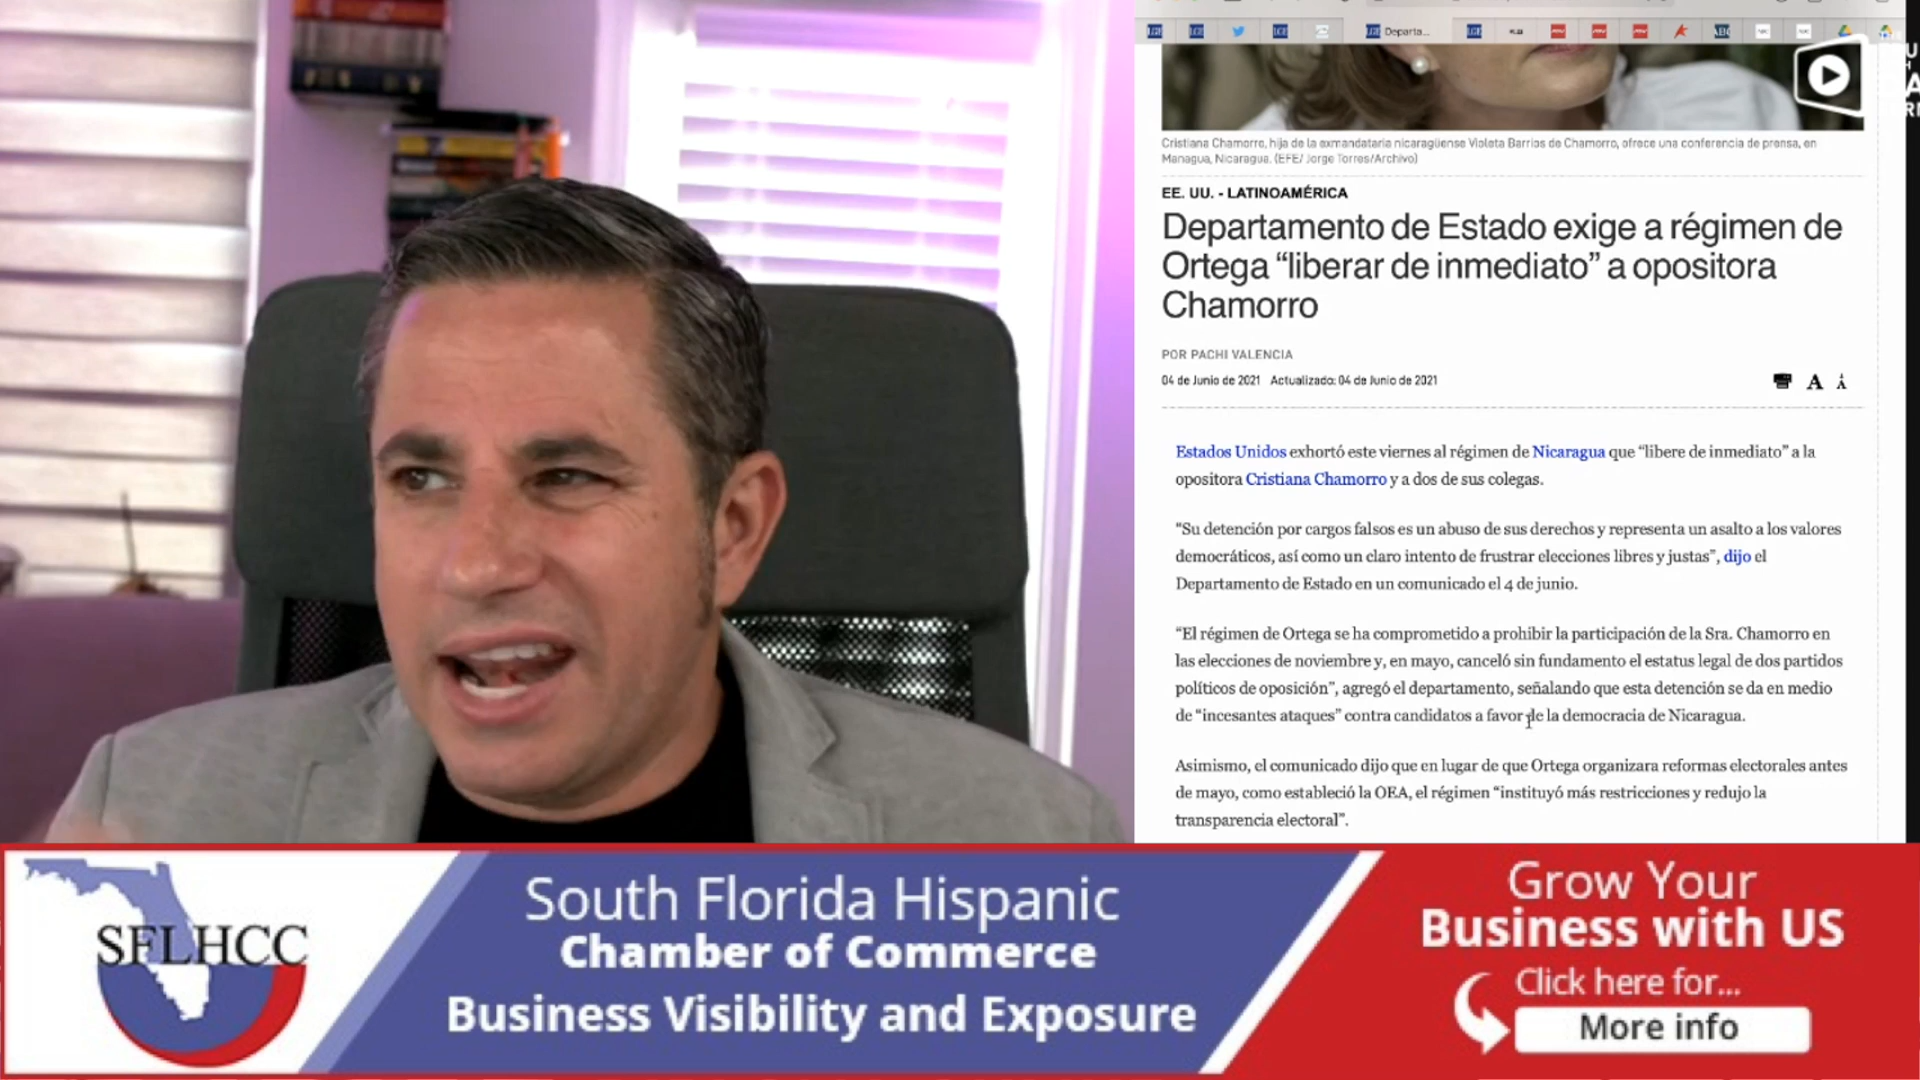 Departa...
Cristiana Chamorro, hija de la exmandataria nicaragüense Violeta Barrios de Chamorro, ofrece una conferencia de prensa, en
Managua, Nicaragua. (EFE/ Jorge Torres/Archivo)
EE. UU. - LATINOAMÉRICA
Departamento de Estado exige a régimen de
Ortega “liberar de inmediato” a opositora
Chamorro
POR PACHI VALENCIA
04 de Junio de 2021 Actualizado: 04 de Junio de 2021
A A
Estados Unidos exhortó este viernes al régimen de Nicaragua que “libere de inmediato” a la
opositora Cristiana Chamorro y a dos de sus colegas.
“Su detención por cargos falsos es un abuso de sus derechos y representa un asalto a los valores
democráticos, así como un claro intento de frustrar elecciones libres y justas”, dijo el
Departamento de Estado en un comunicado el 4 de junio.
“El régimen de Ortega se ha comprometido a prohibir la participación de la Sra. Chamorro en
las elecciones de noviembre y, en mayo, canceló sin fundamento el estatus legal de dos partidos
políticos de oposición”, agregó el departamento, señalando que esta detención se da en medio
de “incesantes ataques” contra candidatos a favor de la democracia de Nicaragua.
Asimismo, el comunicado dijo que en lugar de que Ortega organizara reformas electorales antes
de mayo, como estableció la OEA, el régimen “instituyó más restricciones y redujo la
transparencia electoral”.
SFLHCC
South Florida Hispanic
Chamber of Commerce
Business Visibility and Exposure
Grow Your
Business with US
Click here for...
More info